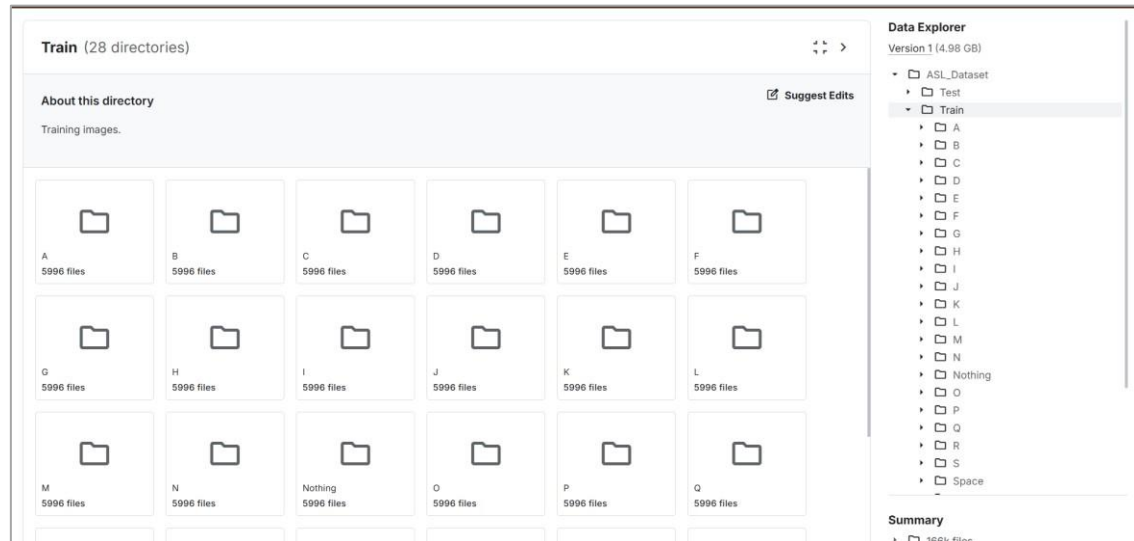 Train (28 directories)
About this directory
Suggest Edits
Training images.
A
5996 files
B
5996 files
C
5996 files
D
5996 files
E
5996 files
F
5996 files
G
5996 files
H
5996 files
I
5996 files
J
5996 files
K
5996 files
L
5996 files
M
5996 files
N
5996 files
Nothing
5996 files
O
5996 files
P
5996 files
Q
5996 files
Data Explorer
Version 1 (4.98 GB)
ASL_Dataset
Test
Train
A
B
C
D
E
F
G
H
I
J
K
L
M
N
Nothing
O
P
Q
R
S
Space
Summary
166k files